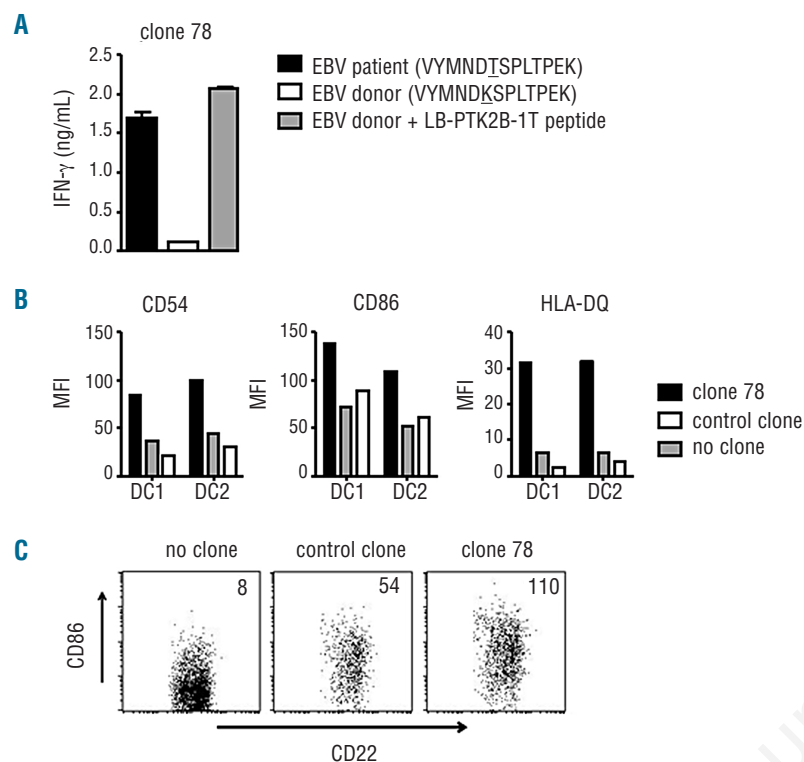 A
clone 78
IFN-γ (ng/mL)
2.5
2.0
1.5
1.0
0.5
0.0
EBV patient (VYMNDTSPLTPEK)
EBV donor (VYMNDKSPLTPEK)
EBV donor + LB-PTK2B-1T peptide
B
CD54
MFI
150
100
50
0
DC1 DC2
CD86
MFI
150
100
50
0
DC1 DC2
HLA-DQ
MFI
40
30
20
10
0
DC1 DC2
clone 78
control clone
no clone
C
no clone control clone clone 78
8 54 110
CD86
CD22